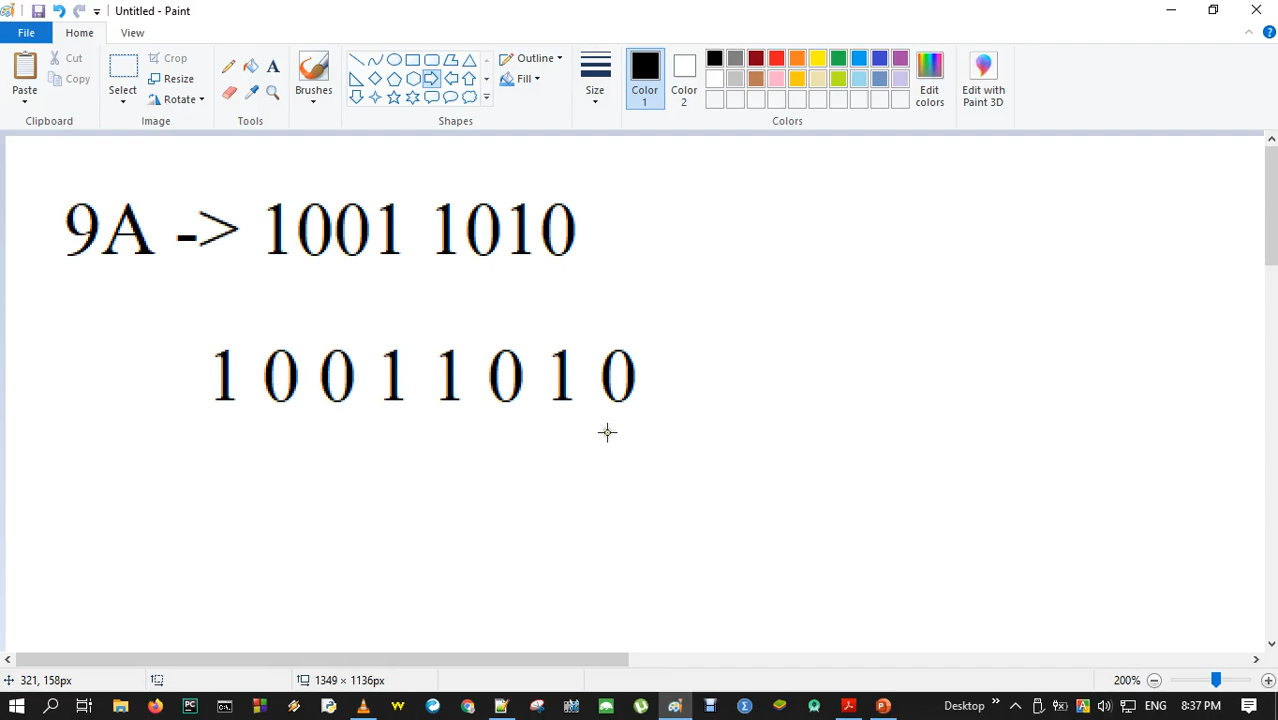 Untitled - Paint
File Home View
Paste
Cut
Copy
Clipboard
Select
Crop
Resize
Rotate
Image
A
Tools
Brushes
Outline
Fill
Shapes
Size
Color 1
Color 2
Edit colors
Colors
Edit with Paint 3D
9A -> 1001 1010
1 0 0 1 1 0 1 0
321, 158px
1349 × 1136px
200%
Desktop
ENG
8:37 PM